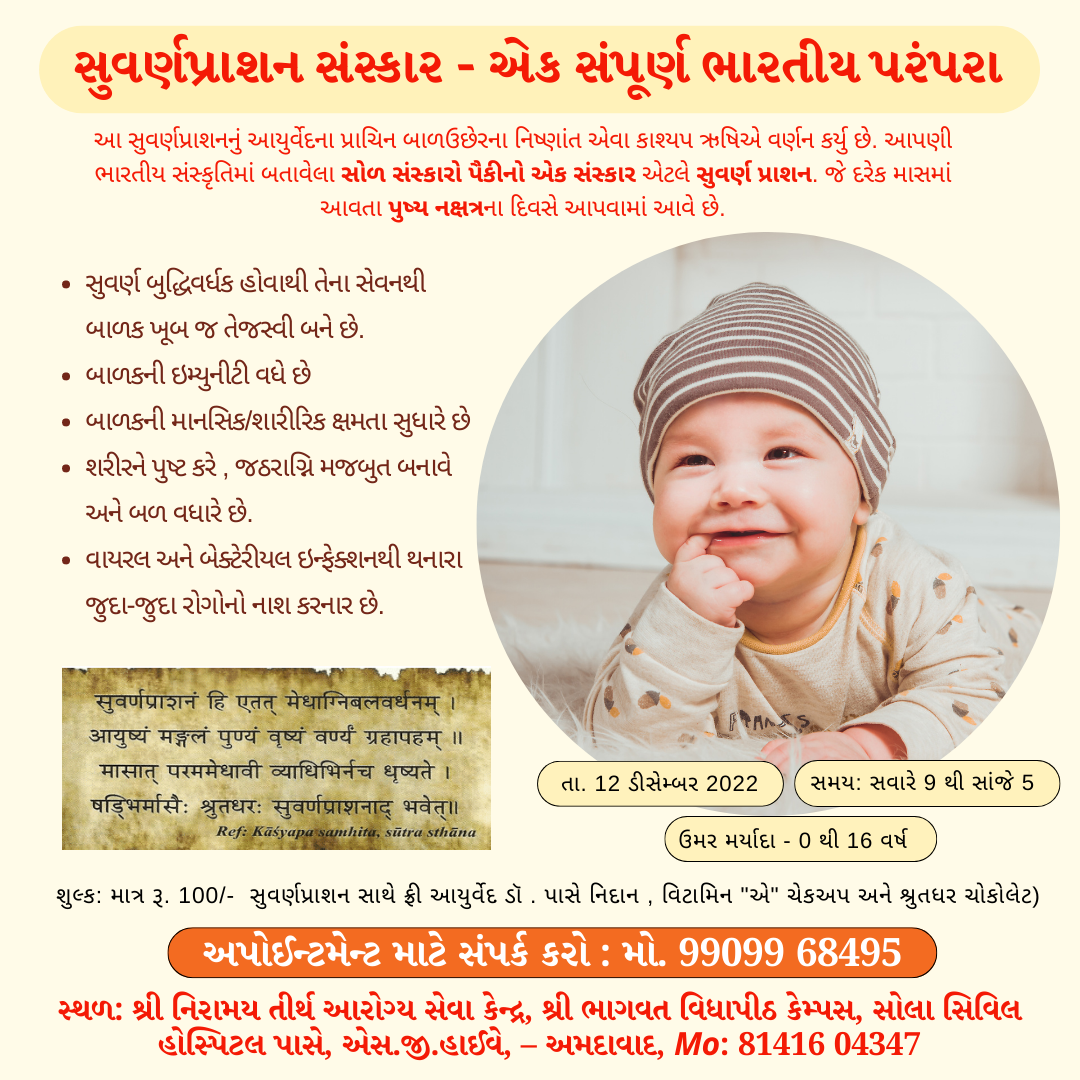 સુવર્ણપ્રાશન સંસ્કાર - એક સંપૂર્ણ ભારતીય પરંપરા
આ સુવર્ણપ્રાશનનું આયુર્વેદના પ્રાચિન બાળઉછેરના નિષ્ણાંત એવા કાશ્યપ ઋષિએ વર્ણન કર્યુ છે. આપણી
ભારતીય સંસ્કૃતિમાં બતાવેલા સોળ સંસ્કારો પૈકીનો એક સંસ્કાર એટલે સુવર્ણ પ્રાશન. જે દરેક માસમાં
આવતા પુષ્ય નક્ષત્રના દિવસે આપવામાં આવે છે.
• સુવર્ણ બુદ્ધિવર્ધક હોવાથી તેના સેવનથી
બાળક ખૂબ જ તેજસ્વી બને છે.
• બાળકની ઇમ્યુનીટી વધે છે
• બાળકની માનસિક/શારીરિક ક્ષમતા સુધારે છે
• શરીરને પુષ્ટ કરે , જઠરાગ્નિ મજબુત બનાવે
અને બળ વધારે છે.
• વાયરલ અને બેક્ટેરીયલ ઇન્ફેક્શનથી થનારા
જુદા-જુદા રોગોનો નાશ કરનાર છે.
सुवर्णप्राशनं हि एतत् मेधाग्निबलवर्धनम् ।
आयुष्यं मङ्गलं पुण्यं वृष्यं वर्ण्यं ग्रहापहम् ॥
मासात् परममेधावी व्याधिभिर्नच धृष्यते ।
षड्भिर्मासैः श्रुतधरः सुवर्णप्राशनाद् भवेत्॥
Ref: Kāśyapa samhita, sūtra sthāna
તા. 12 ડીસેમ્બર 2022
સમય: સવારે 9 થી સાંજે 5
ઉમર મર્યાદા - 0 થી 16 વર્ષ
શુલ્ક: માત્ર રૂ. 100/- સુવર્ણપ્રાશન સાથે ફ્રી આયુર્વેદ ડૉ . પાસે નિદાન , વિટામિન "એ" ચેકઅપ અને શ્રુતધર ચોકોલેટ)
અપોઈન્ટમેન્ટ માટે સંપર્ક કરો : મો. 99099 68495
સ્થળ: શ્રી નિરામય તીર્થ આરોગ્ય સેવા કેન્દ્ર, શ્રી ભાગવત વિધાપીઠ કેમ્પસ, સોલા સિવિલ
હોસ્પિટલ પાસે, એસ.જી.હાઈવે, – અમદાવાદ, Mo: 81416 04347